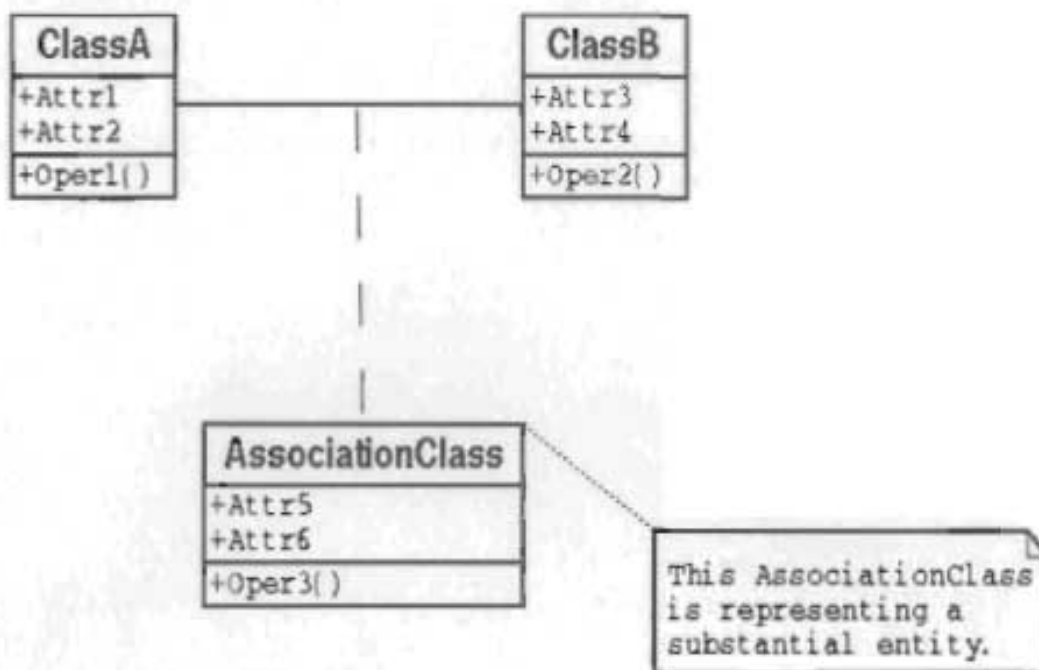 ClassA
+Attr1
+Attr2
+Oper1()
ClassB
+Attr3
+Attr4
+Oper2()
AssociationClass
+Attr5
+Attr6
+Oper3()
This AssociationClass
is representing a
substantial entity.